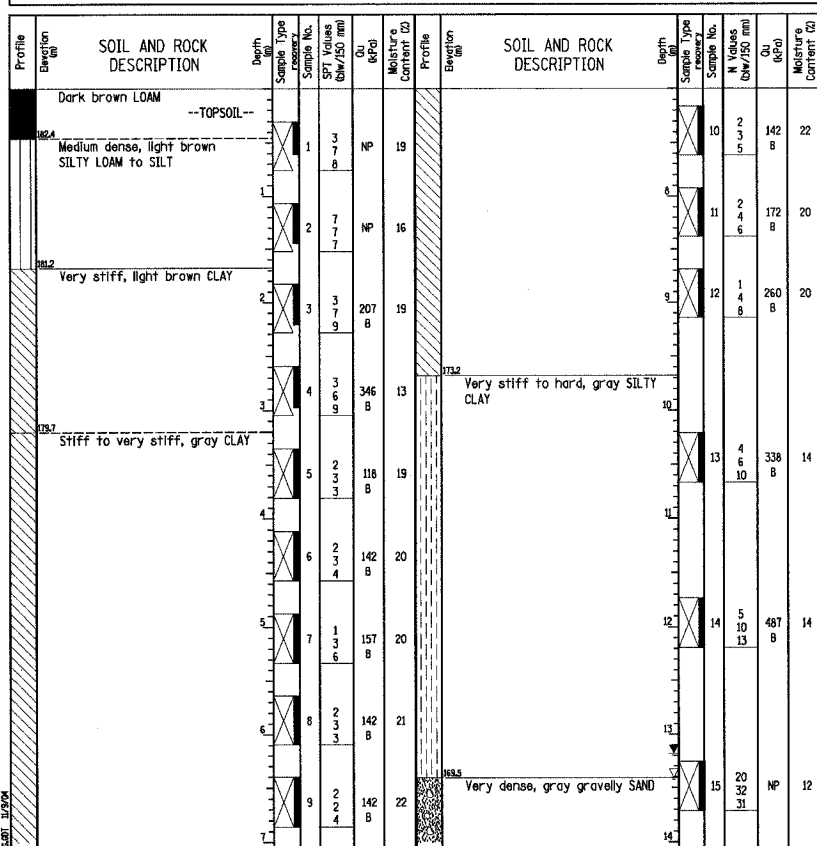 Profile
Elevation (m)
SOIL AND ROCK
DESCRIPTION
Depth (m)
Sample Type
recovery
Sample No.
SPT Values
(blw/150 mm)
Qu
(kPa)
Moisture
Content (%)
Dark brown LOAM
--TOPSOIL--
182.4
Medium dense, light brown
SILTY LOAM to SILT
1
3
7
8
NP
19
1
2
7
7
7
NP
16
181.2
Very stiff, light brown CLAY
2
3
3
7
9
207
B
19
4
3
6
9
346
B
13
3
179.7
Stiff to very stiff, gray CLAY
5
2
3
3
118
B
19
4
6
2
3
4
142
B
20
5
7
1
3
6
157
B
20
6
8
2
3
3
142
B
21
9
2
2
4
142
B
22
7
11/9/04
Profile
Elevation (m)
SOIL AND ROCK
DESCRIPTION
Depth (m)
Sample Type
recovery
Sample No.
N Values
(blw/150 mm)
Qu
(kPa)
Moisture
Content (%)
10
2
3
5
142
B
22
8
11
2
4
6
172
B
20
9
12
1
4
8
260
B
20
173.2
Very stiff to hard, gray SILTY
CLAY
10
13
4
6
10
338
B
14
11
12
14
5
10
13
487
B
14
13
169.5
Very dense, gray gravelly SAND
15
20
32
31
NP
12
14